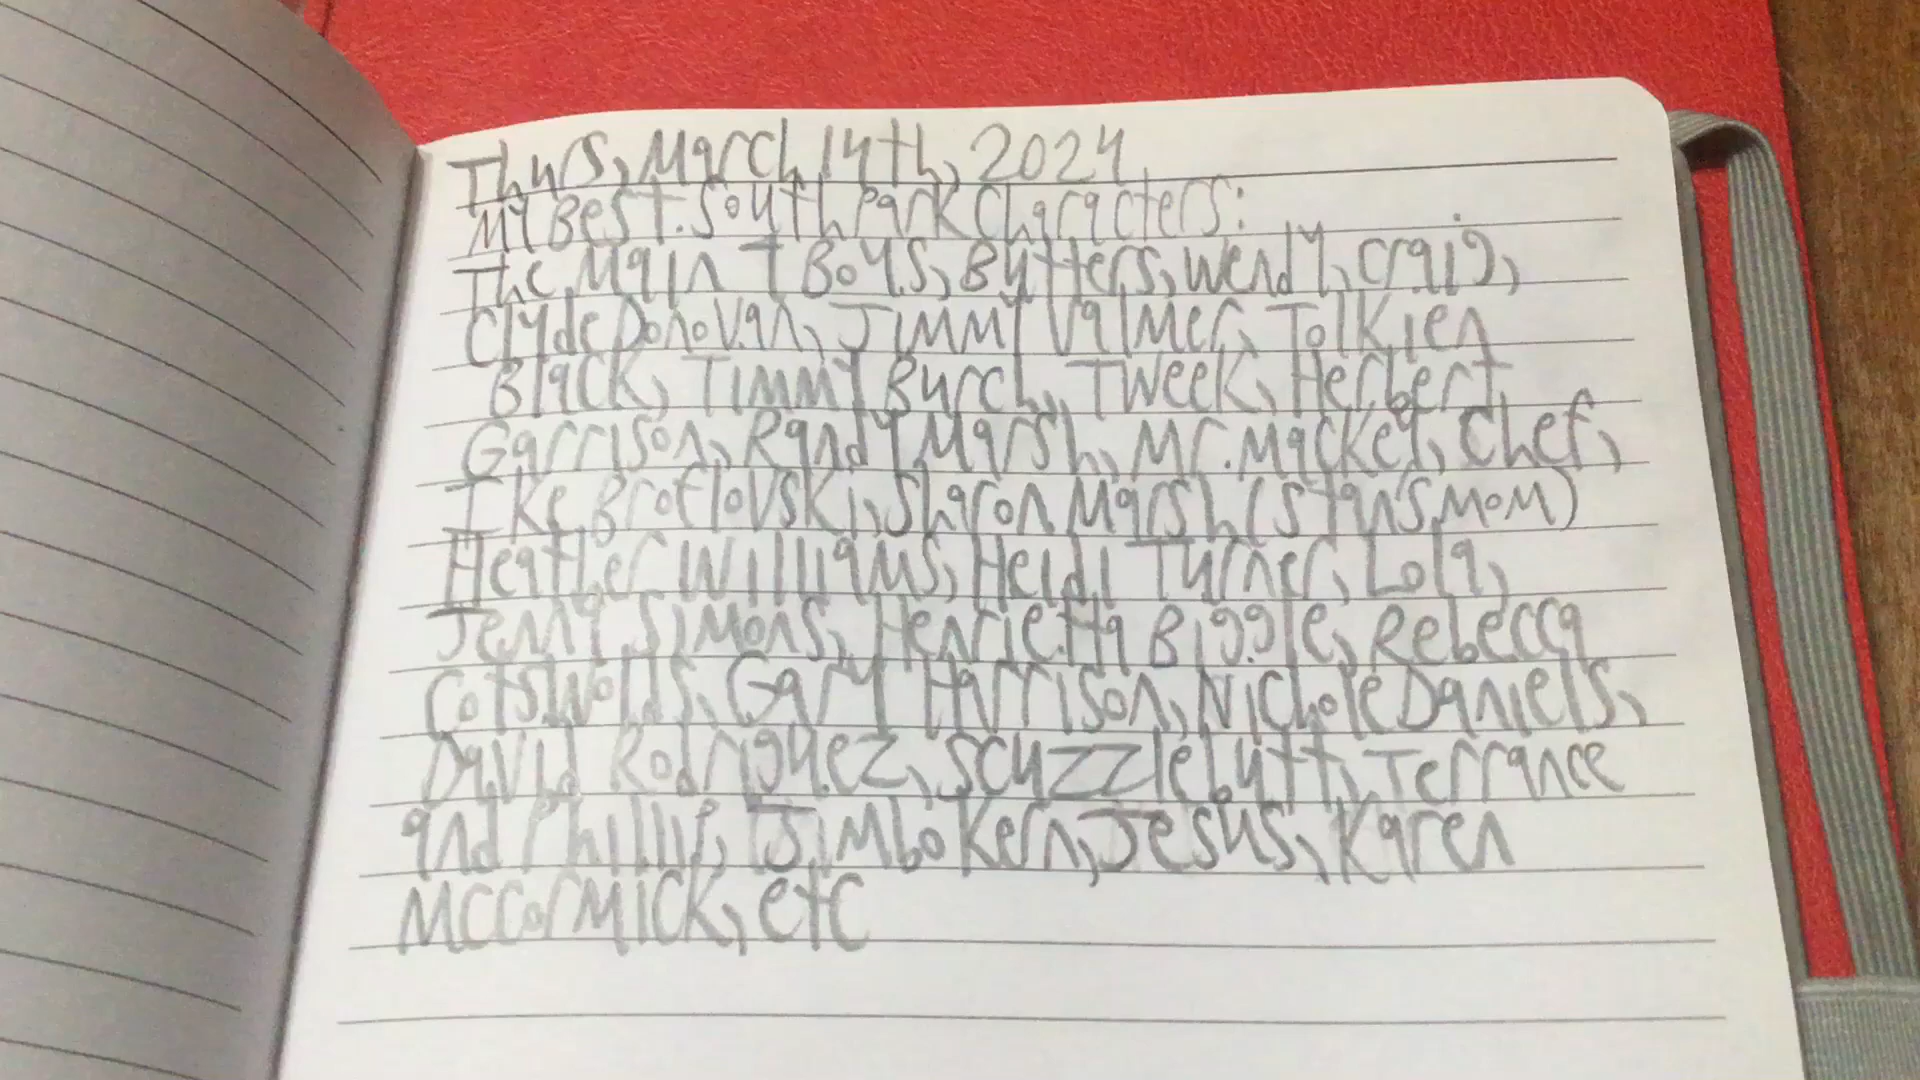 Thurs, March 14th, 2024
My Best South Park Characters:
The Main 4 Boys, Butters, Wendy, Craig,
Clyde Donovan, Jimmy Valmer, Tolkien
Black, Timmy Burch, Tweek, Herbert
Garrison, Randy Marsh, Mr. Mackey, Chef,
Ike Broflovski, Sharon Marsh (Stan's Mom)
Heather Williams, Heidi Turner, Lola,
Jenny Simons, Henrietta Biggle, Rebecca
Cotswolds, Gary Harrison, Nichole Daniels,
David Rodriguez, Scuzzlebutt, Terrance
and Phillip, Jimbo Kern, Jesus, Karen
McCormick, etc